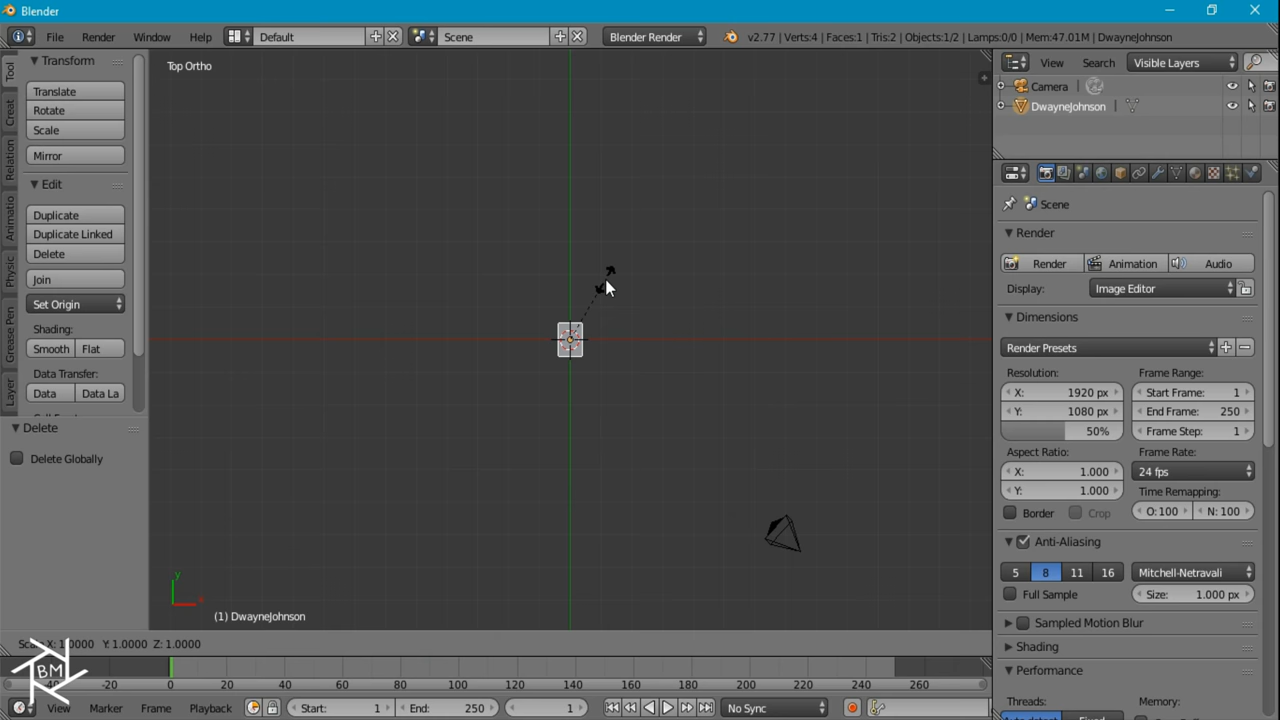 Blender
File Render Window Help Default Scene Blender Render v2.77 | Verts:4 | Faces:1 | Tris:2 | Objects:1/2 | Lamps:0/0 | Mem:47.01M | DwayneJohnson
Tool
Creat
Relation
Animatio
Physic
Grease Pen
Layer
Transform
Translate
Rotate
Scale
Mirror
Edit
Duplicate
Duplicate Linked
Delete
Join
Set Origin
Shading:
Smooth Flat
Data Transfer:
Data Data La
Delete
Delete Globally
Top Ortho
y
(1) DwayneJohnson
X: 1.0000 Y: 1.0000 Z: 1.0000
BM
-20 0 20 40 60 80 100 120 140 160 180 200 220 240 260
View Marker Frame Playback Start: 1 End: 250 1 No Sync
View Search Visible Layers
Camera
DwayneJohnson
Scene
Render
Render Animation Audio
Display: Image Editor
Dimensions
Render Presets
Resolution: Frame Range:
X: 1920 px Start Frame: 1
Y: 1080 px End Frame: 250
50% Frame Step: 1
Aspect Ratio: Frame Rate:
X: 1.000 24 fps
Y: 1.000 Time Remapping:
Border Crop O: 100 N: 100
Anti-Aliasing
5 8 11 16 Mitchell-Netravali
Full Sample Size: 1.000 px
Sampled Motion Blur
Shading
Performance
Threads: Memory: